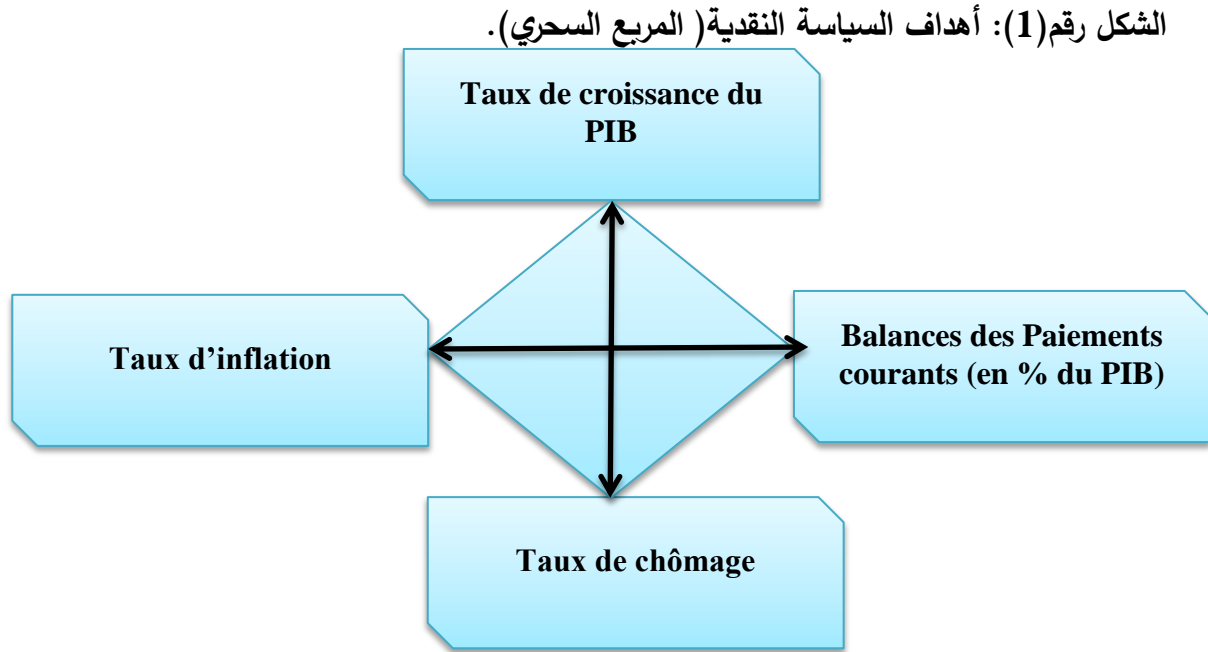 الشكل رقم(1): أهداف السياسة النقدية( المربع السحري).
Taux de croissance du
PIB
Taux d’inflation
Balances des Paiements
courants (en % du PIB)
Taux de chômage